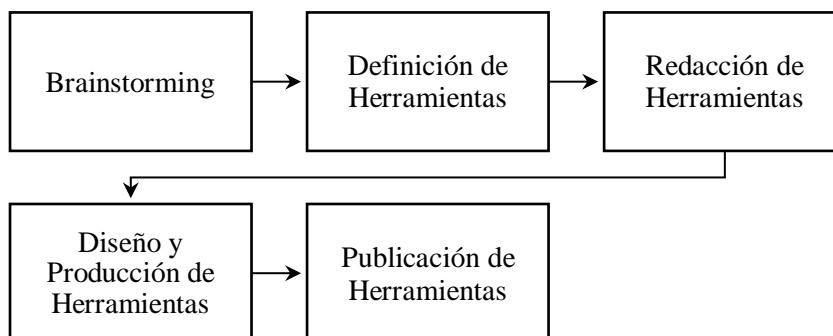 Brainstorming
Definición de
Herramientas
Redacción de
Herramientas
Diseño y
Producción de
Herramientas
Publicación de
Herramientas